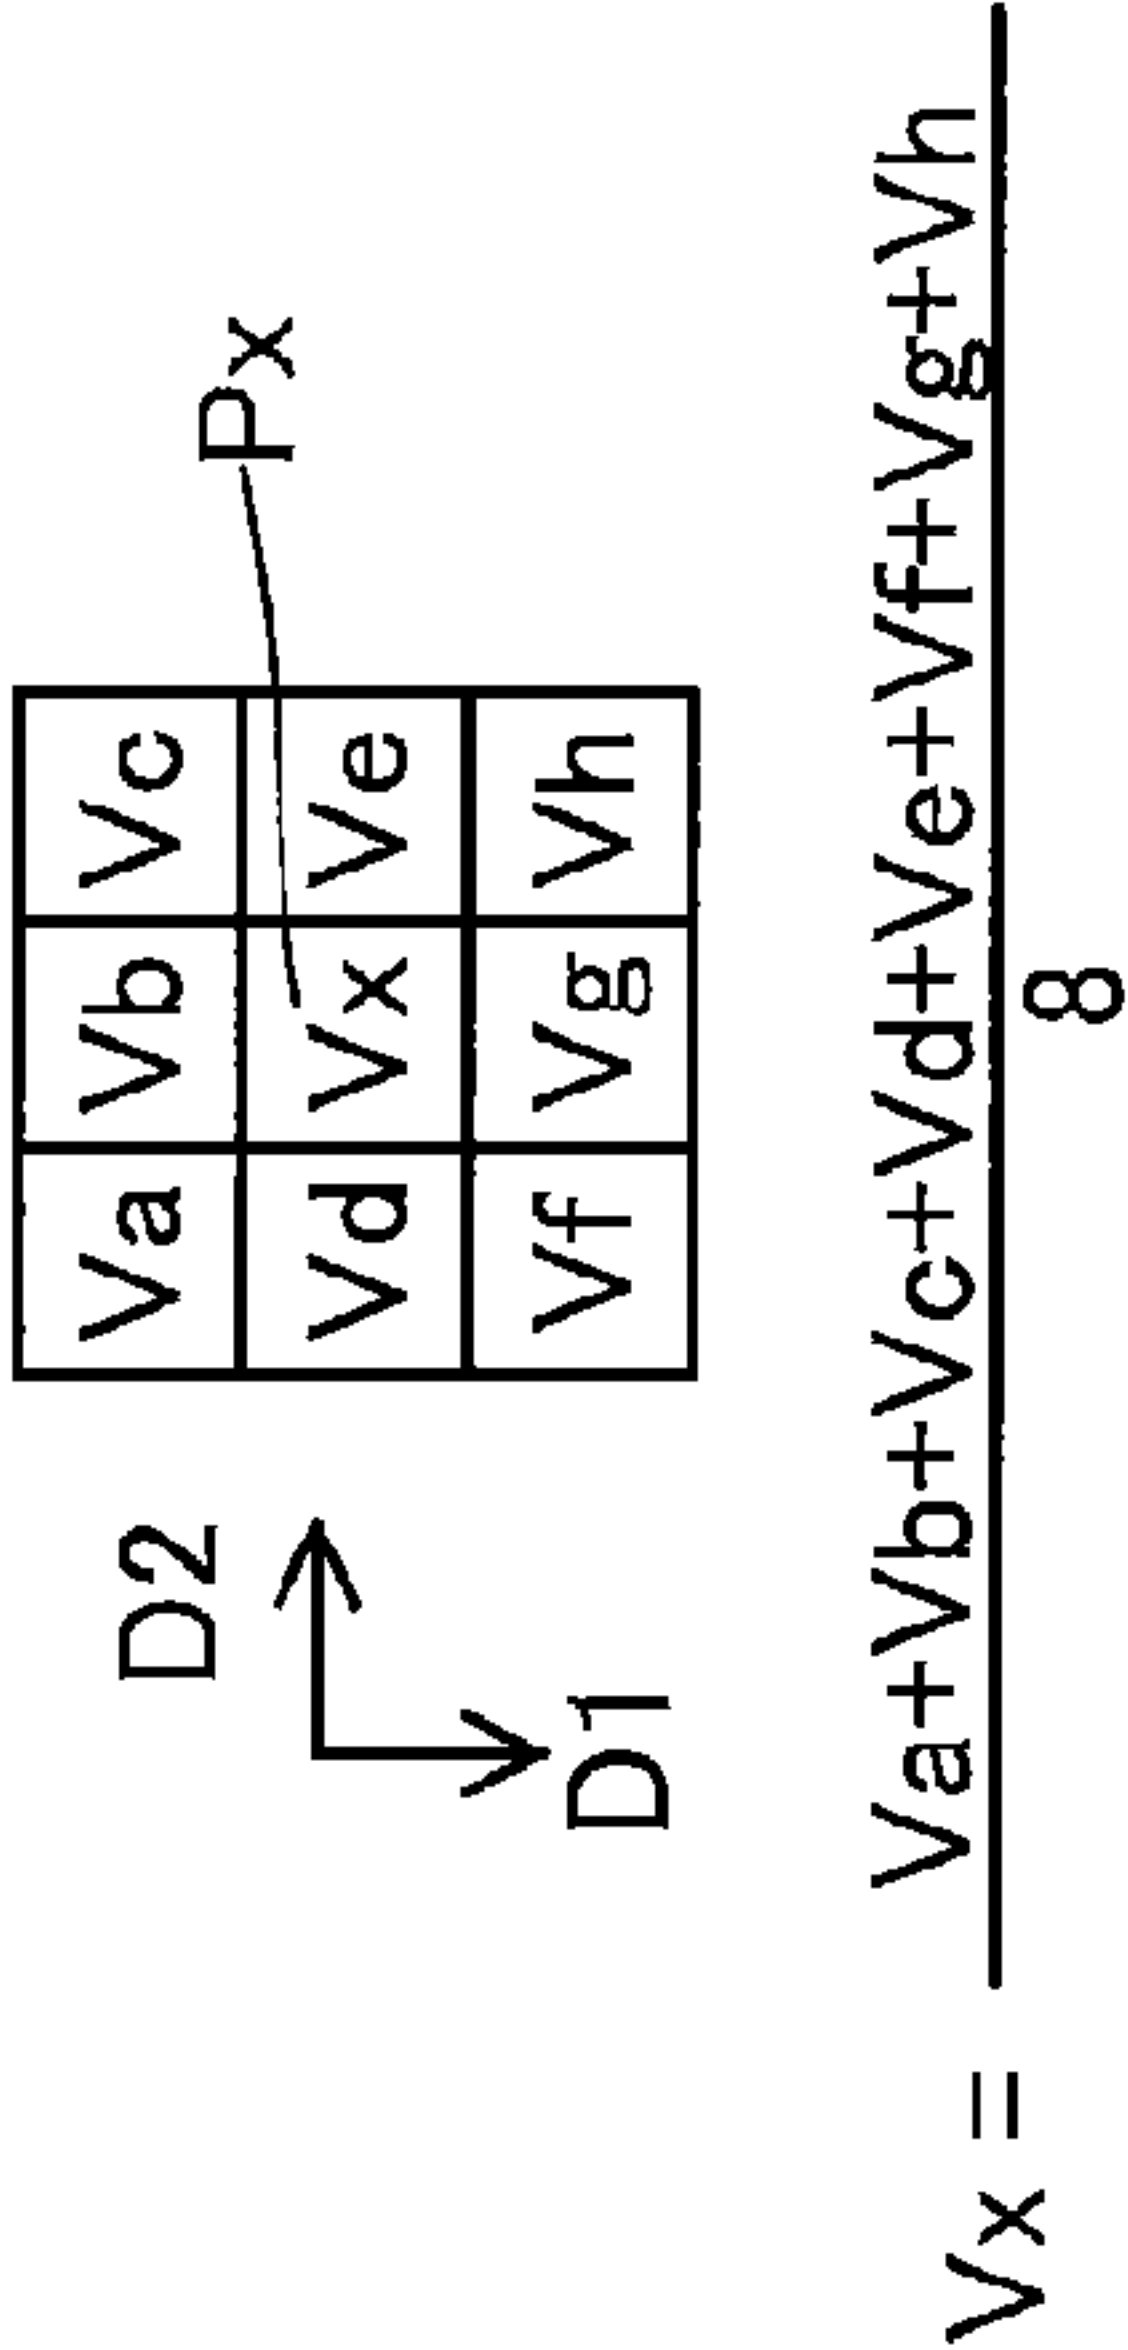 Px
Va Vb Vc
D2
Vd Vx Ve
D1
Vf Vg Vh
Vx = Va+Vb+Vc+Vd+Ve+Vf+Vg+Vh
8